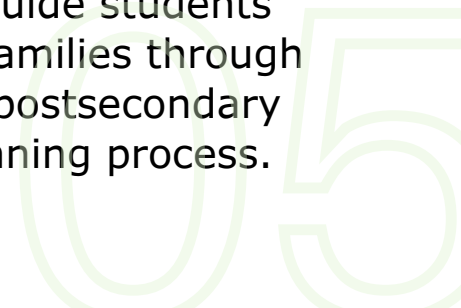 uide students
amilies through
postsecondary
nning process.
05